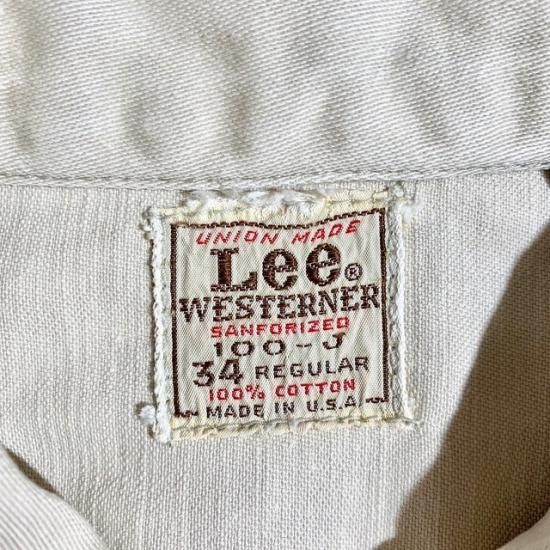 UNION MADE
Lee®
WESTERNER
SANFORIZED
100-J
34 REGULAR
100% COTTON
MADE IN U.S.A.